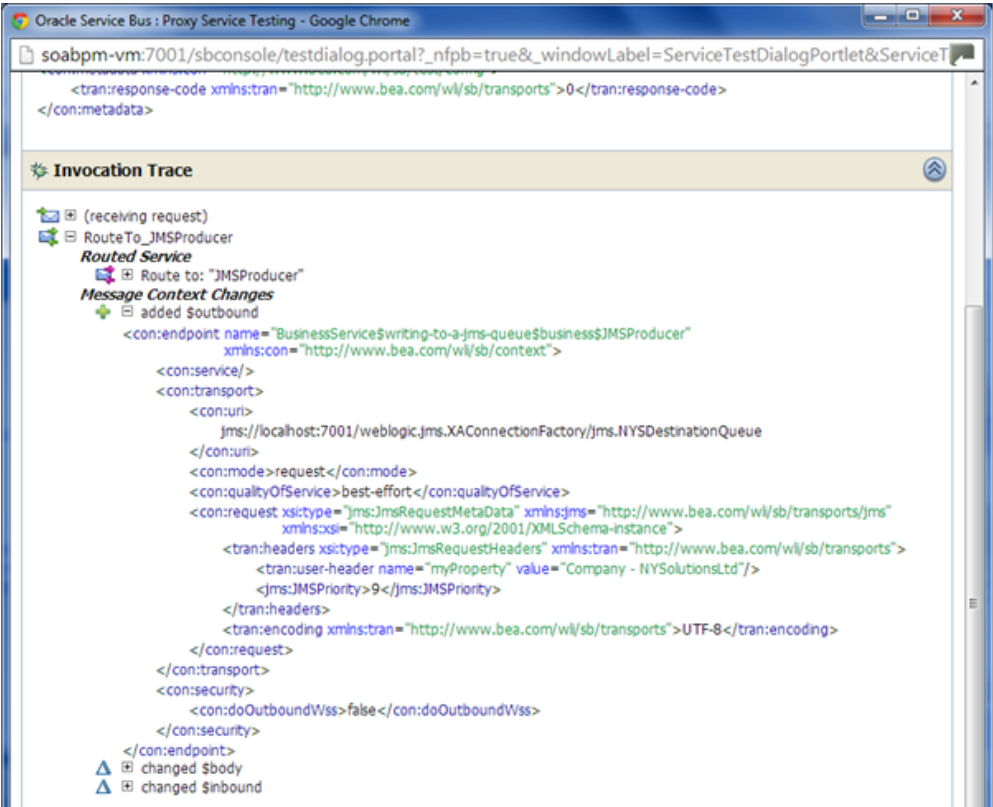 Oracle Service Bus : Proxy Service Testing - Google Chrome
soabpm-vm:7001/sbconsole/testdialog.portal?_nfpb=true&_windowLabel=ServiceTestDialogPortlet&ServiceT
<tran:response-code xmlns:tran="http://www.bea.com/wli/sb/transports">0</tran:response-code>
</con:metadata>
Invocation Trace
(receiving request)
RouteTo_JMSProducer
Routed Service
Route to: "JMSProducer"
Message Context Changes
added $outbound
<con:endpoint name="BusinessService$writing-to-a-jms-queue$business$JMSProducer"
xmlns:con="http://www.bea.com/wli/sb/context">
<con:service/>
<con:transport>
<con:uri>
jms://localhost:7001/weblogic.jms.XAConnectionFactory/jms.NYSDestinationQueue
</con:uri>
<con:mode>request</con:mode>
<con:qualityOfService>best-effort</con:qualityOfService>
<con:request xsi:type="jms:JmsRequestMetaData" xmlns:jms="http://www.bea.com/wli/sb/transports/jms"
xmlns:xsi="http://www.w3.org/2001/XMLSchema-instance">
<tran:headers xsi:type="jms:JmsRequestHeaders" xmlns:tran="http://www.bea.com/wli/sb/transports">
<tran:user-header name="myProperty" value="Company - NYSolutionsLtd"/>
<jms:JMSPriority>9</jms:JMSPriority>
</tran:headers>
<tran:encoding xmlns:tran="http://www.bea.com/wli/sb/transports">UTF-8</tran:encoding>
</con:request>
</con:transport>
<con:security>
<con:doOutboundWss>false</con:doOutboundWss>
</con:security>
</con:endpoint>
changed $body
changed $inbound